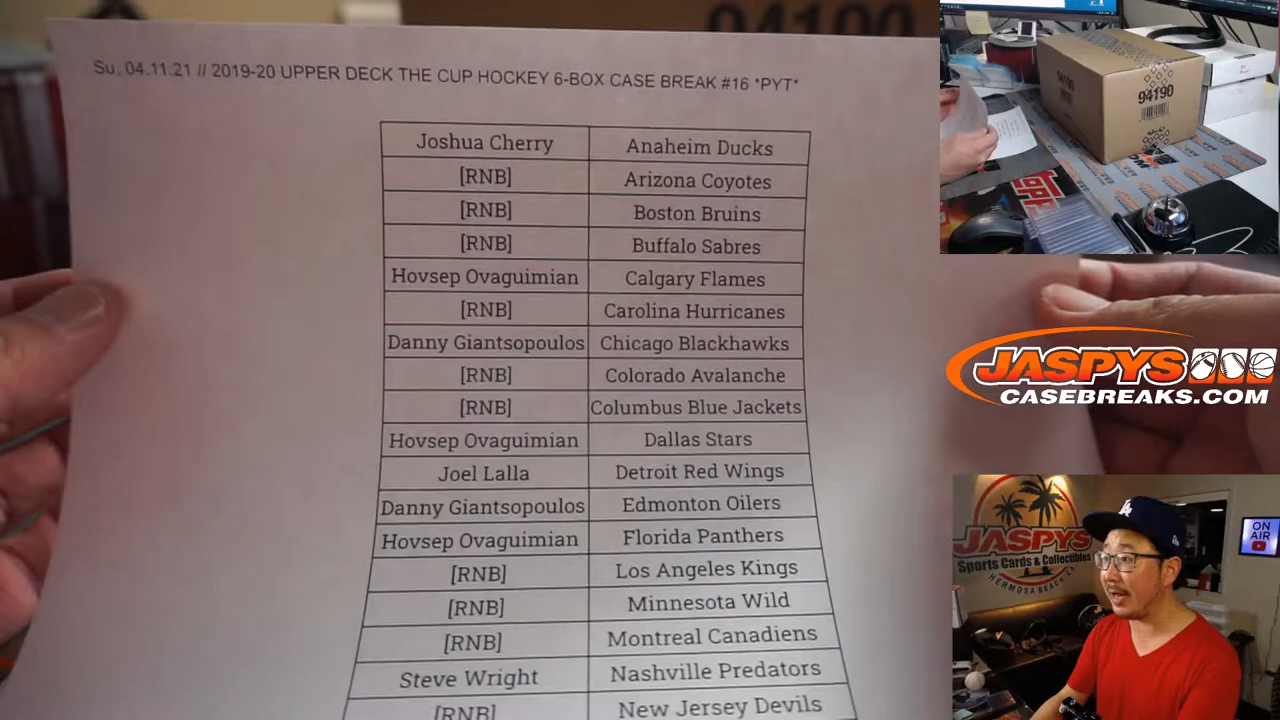 Su, 04.11.21 // 2019-20 UPPER DECK THE CUP HOCKEY 6-BOX CASE BREAK #16 *PYT*
Joshua Cherry Anaheim Ducks
[RNB] Arizona Coyotes
[RNB] Boston Bruins
[RNB] Buffalo Sabres
Hovsep Ovaguimian Calgary Flames
[RNB] Carolina Hurricanes
Danny Giantsopoulos Chicago Blackhawks
[RNB] Colorado Avalanche
[RNB] Columbus Blue Jackets
Hovsep Ovaguimian Dallas Stars
Joel Lalla Detroit Red Wings
Danny Giantsopoulos Edmonton Oilers
Hovsep Ovaguimian Florida Panthers
[RNB] Los Angeles Kings
[RNB] Minnesota Wild
[RNB] Montreal Canadiens
Steve Wright Nashville Predators
[RNB] New Jersey Devils
94190
94190
JASPYS
CASEBREAKS.COM
JASPYS
Sports Cards & Collectibles
HERMOSA BEACH CA
LA
ON
AIR